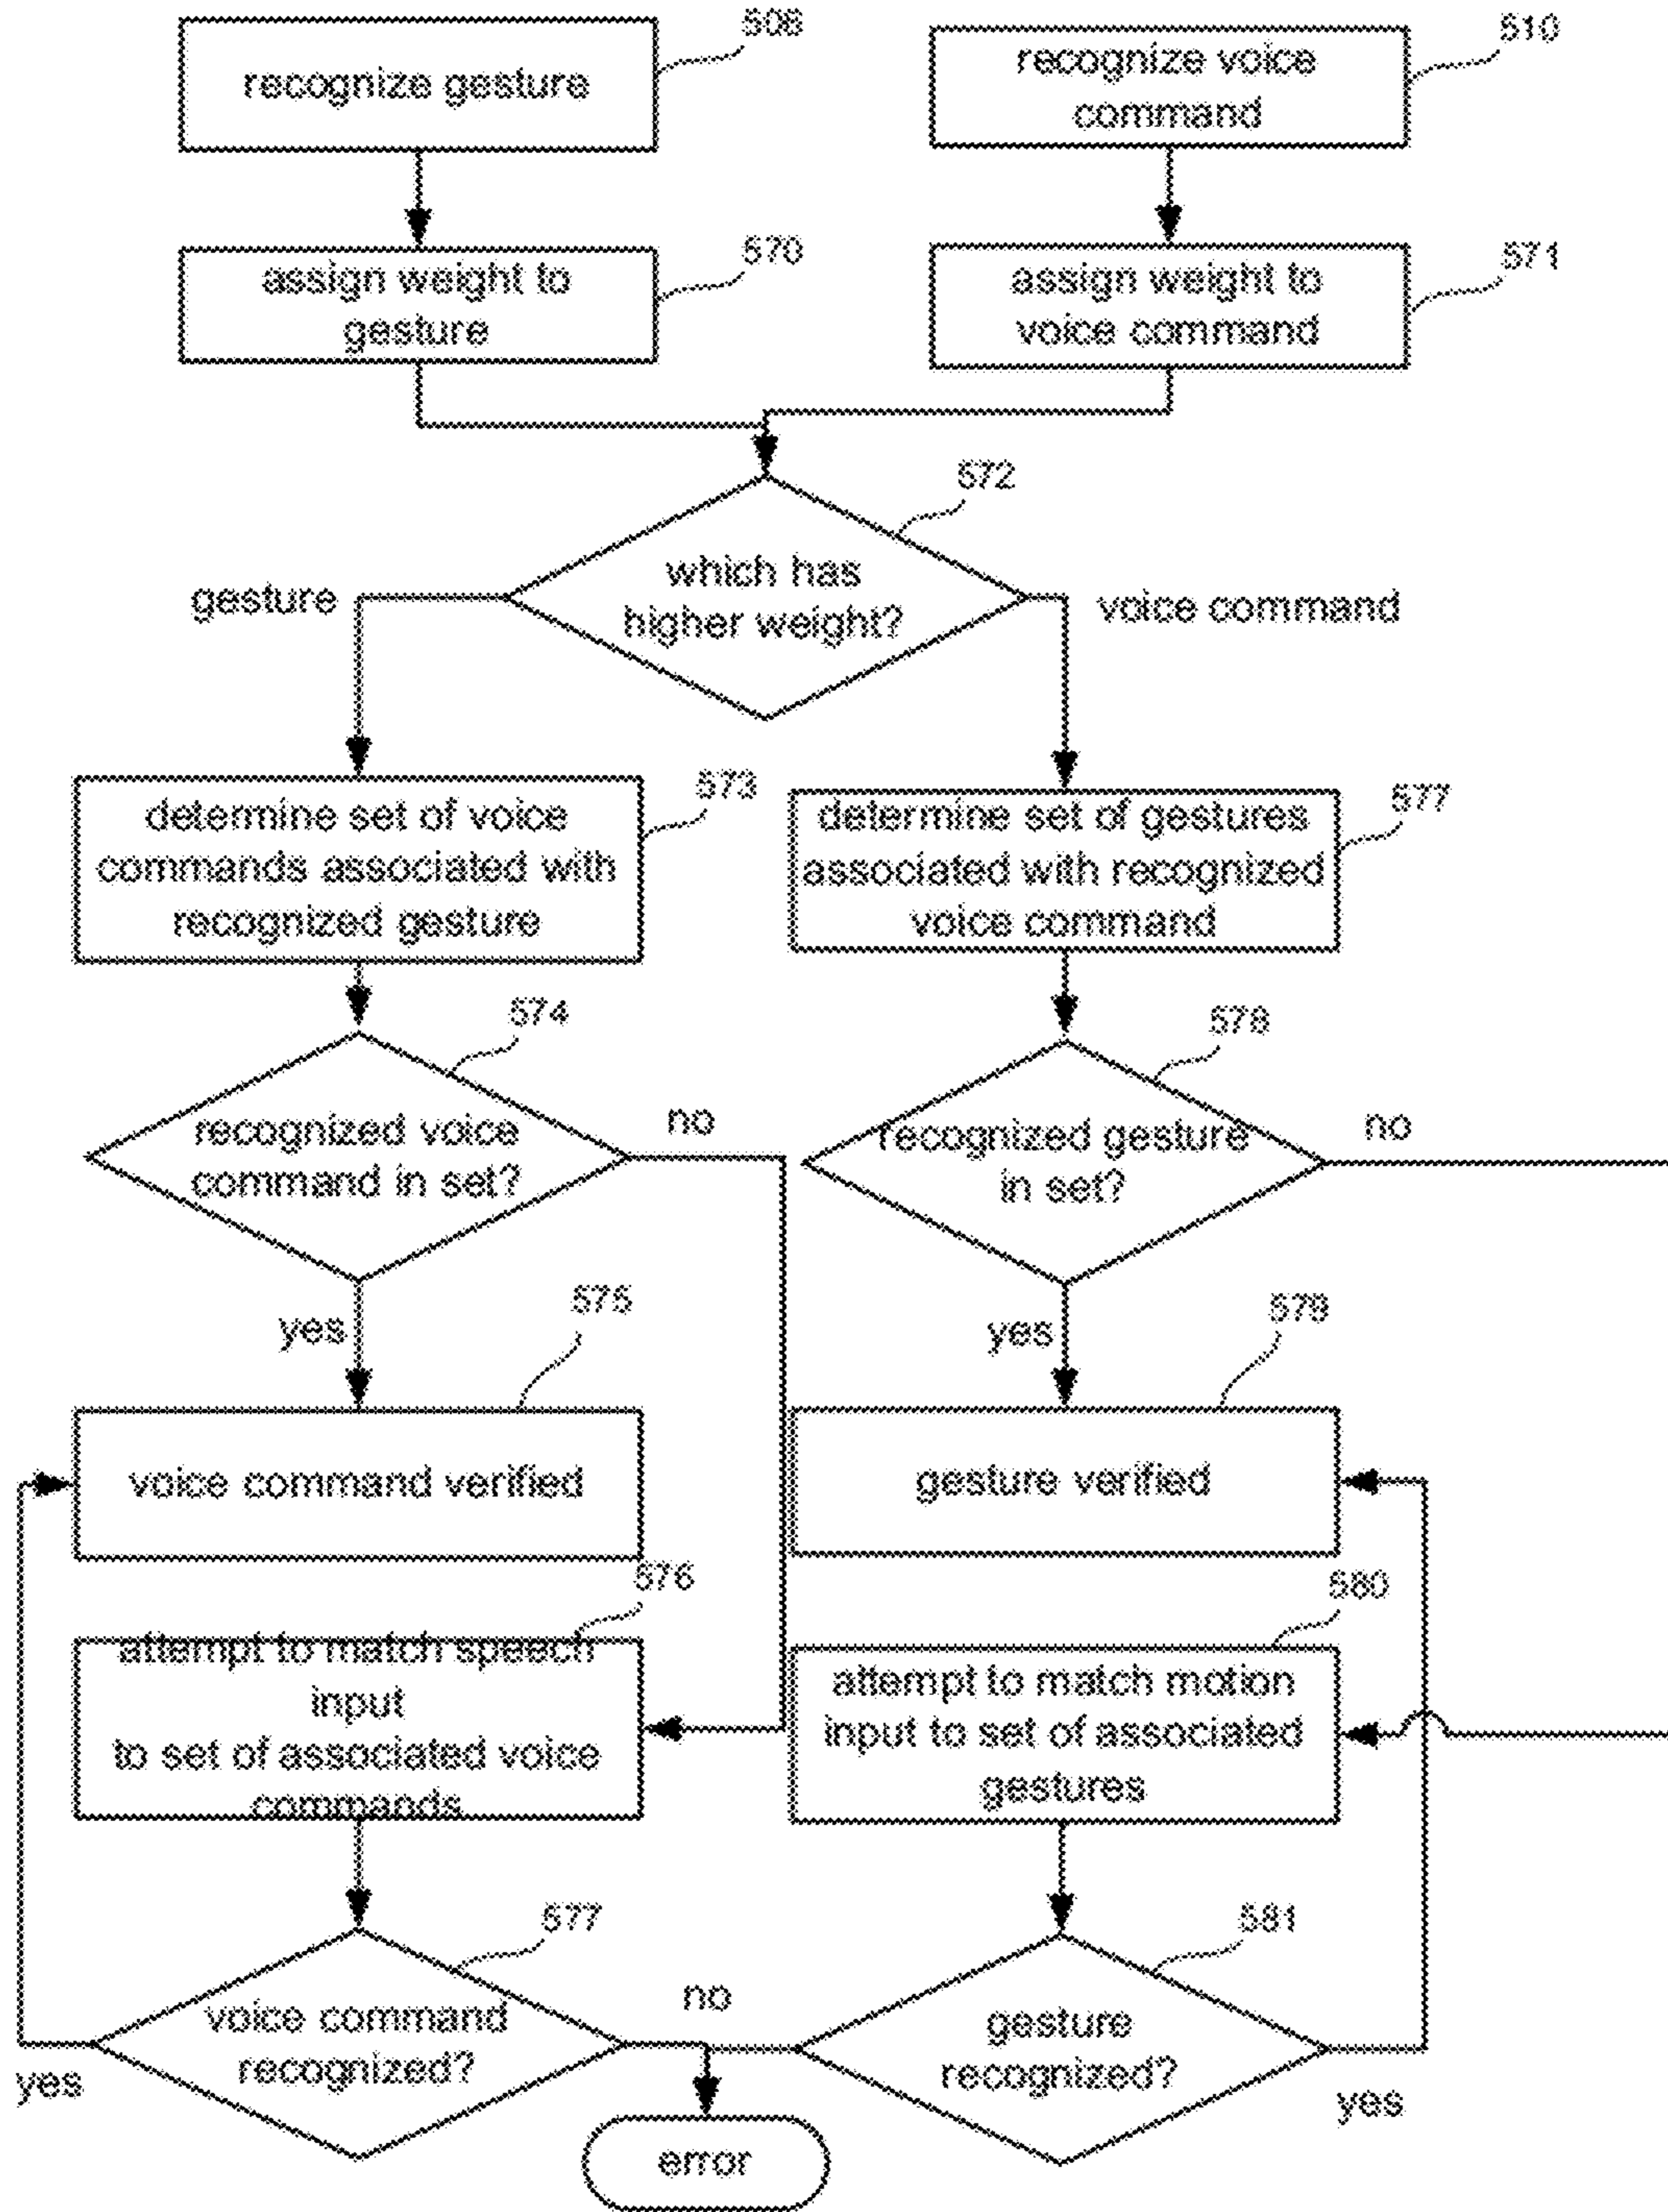 508
recognize gesture
510
recognize voice
command
570
assign weight to
gesture
571
assign weight to
voice command
572
which has
higher weight?
gesture
voice command
573
determine set of voice
commands associated with
recognized gesture
577
determine set of gestures
associated with recognized
voice command
574
recognized voice
command in set?
no
578
recognized gesture
in set?
no
yes
575
voice command verified
yes
579
gesture verified
576
attempt to match speech
input
to set of associated voice
commands
580
attempt to match motion
input to set of associated
gestures
577
voice command
recognized?
yes
no
581
gesture
recognized?
yes
error